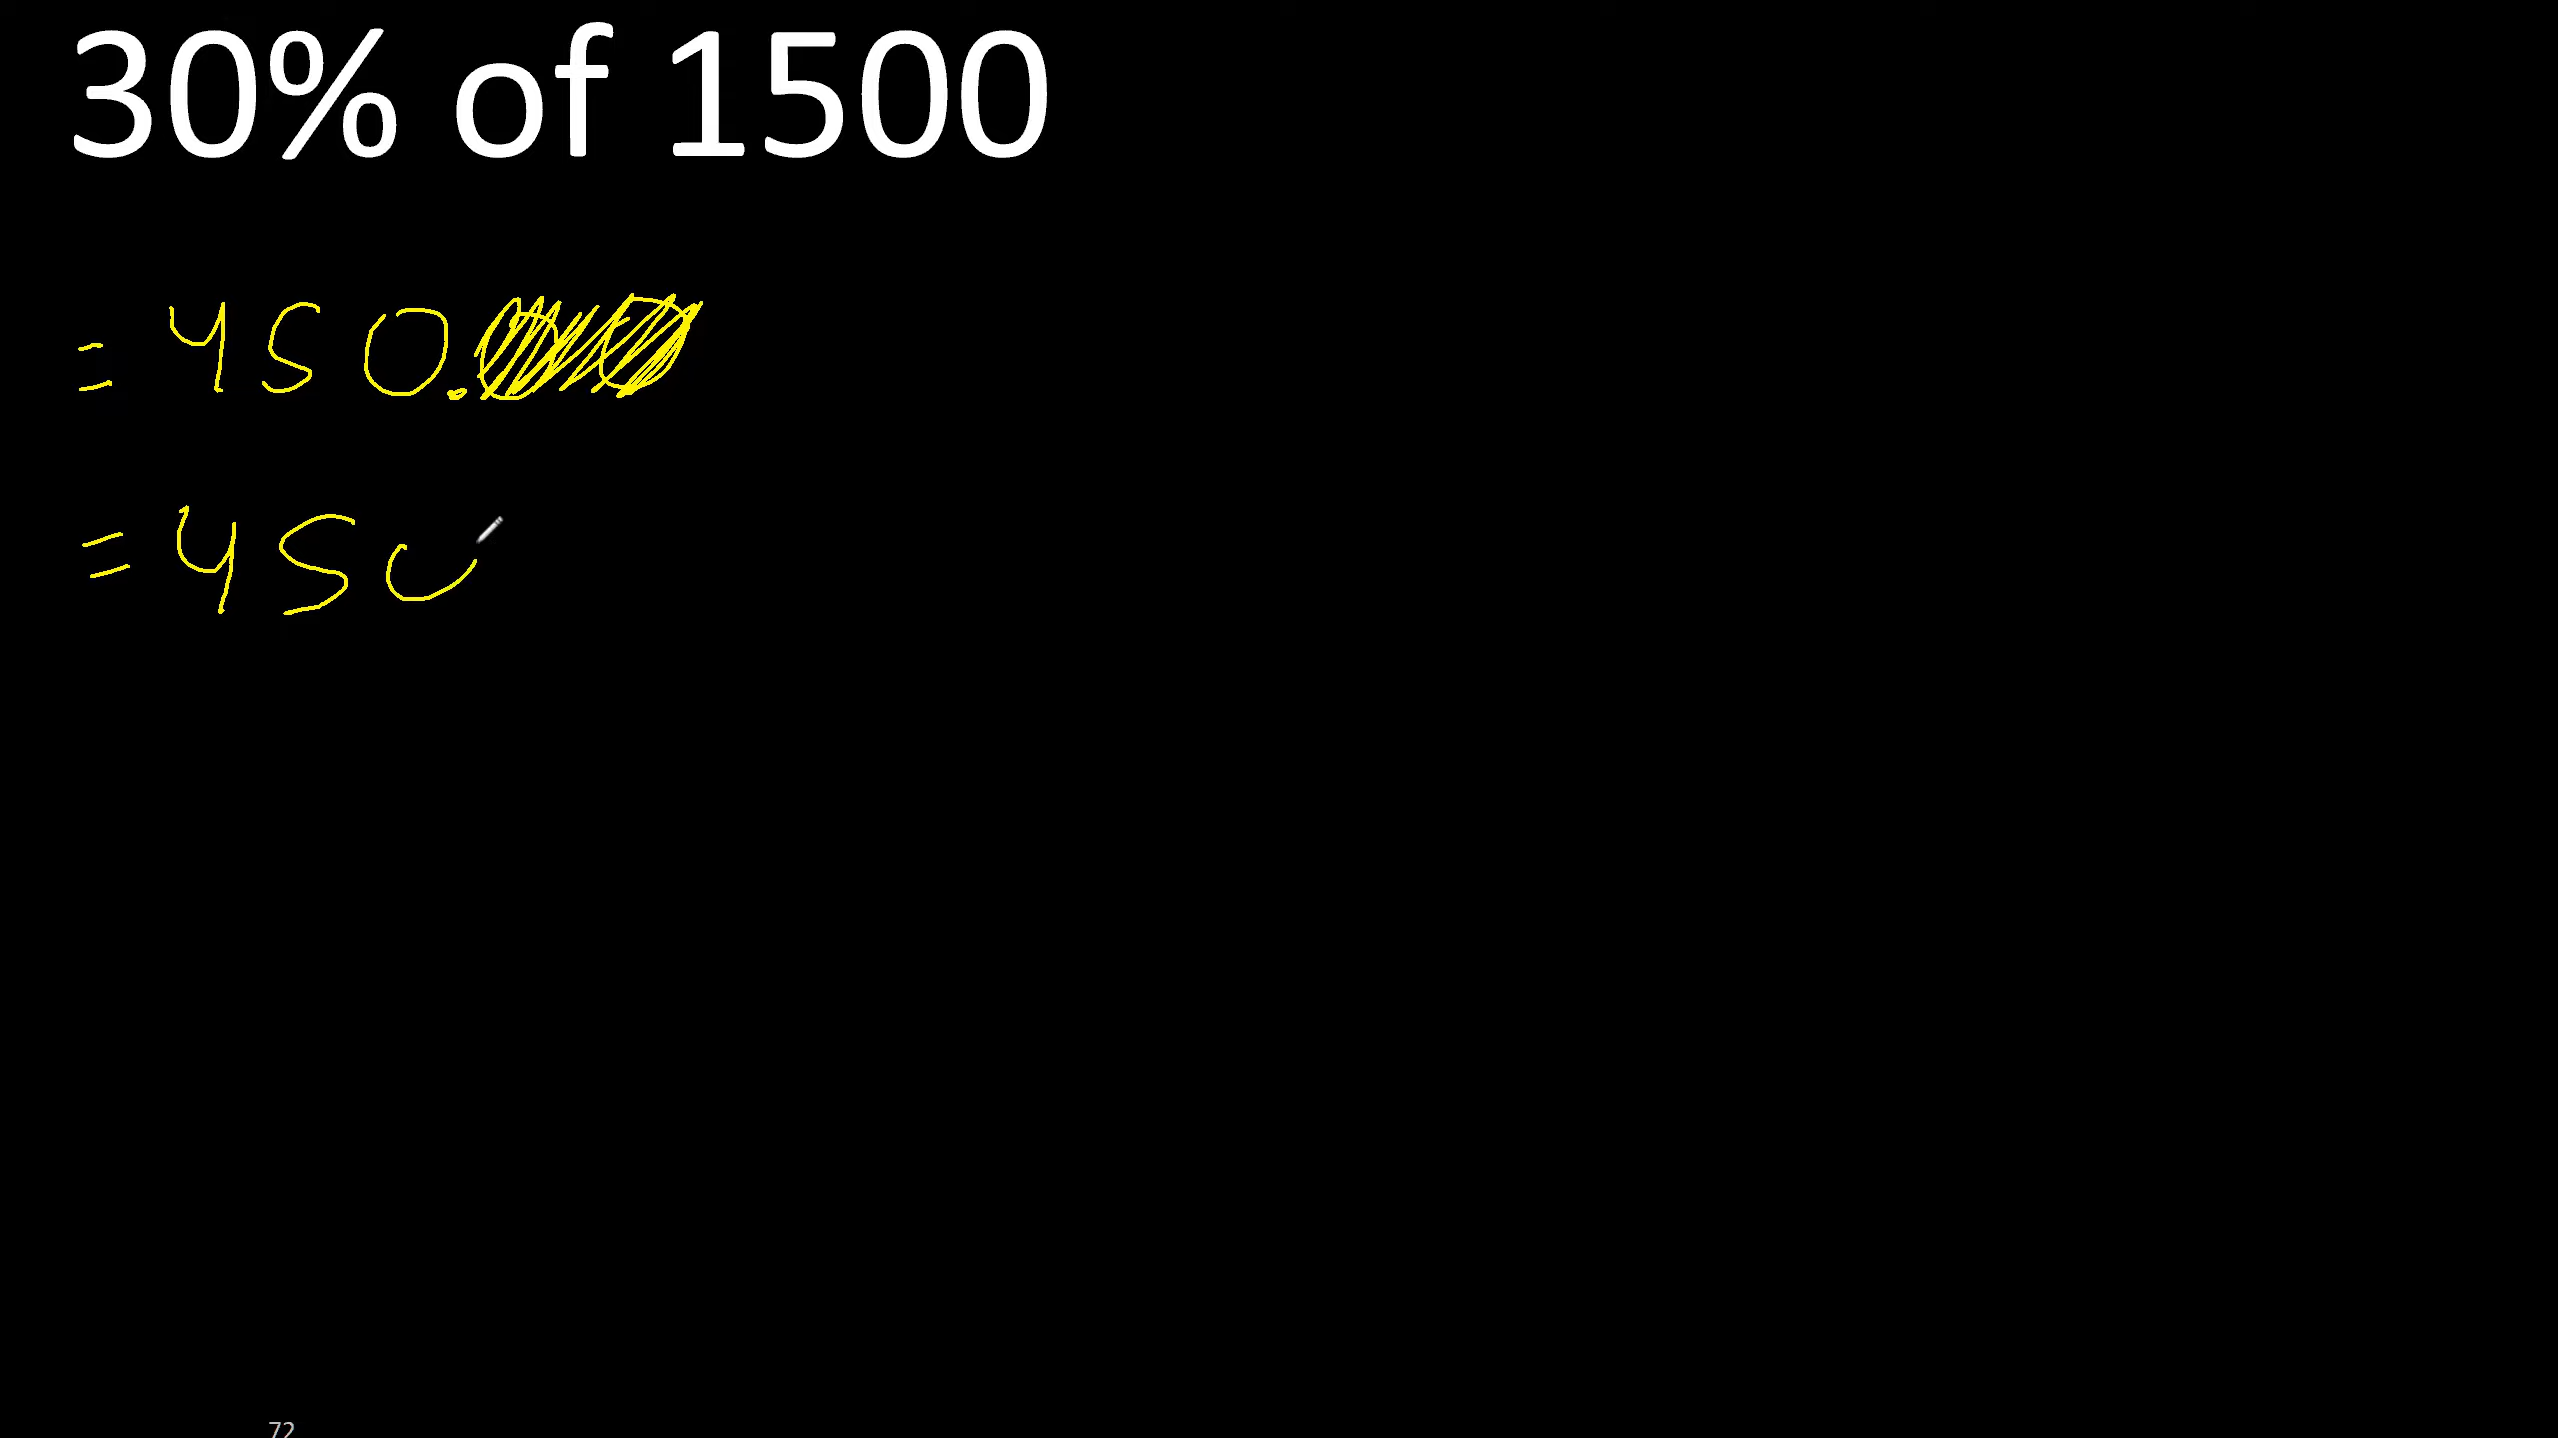 30% of 1500
= 450.
= 450
72